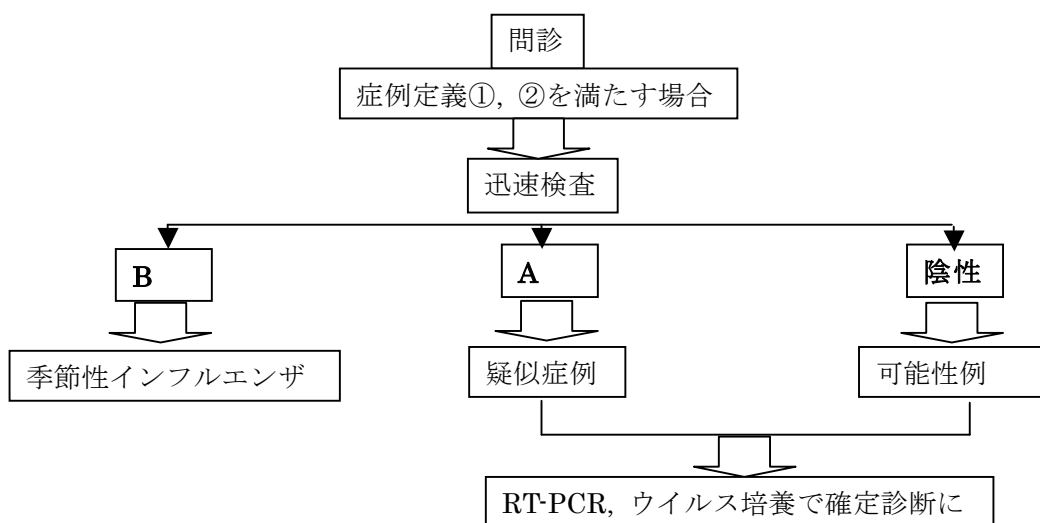 問診
症例定義①, ②を満たす場合
迅速検査
B
A
陰性
季節性インフルエンザ
疑似症例
可能性例
RT-PCR, ウイルス培養で確定診断に